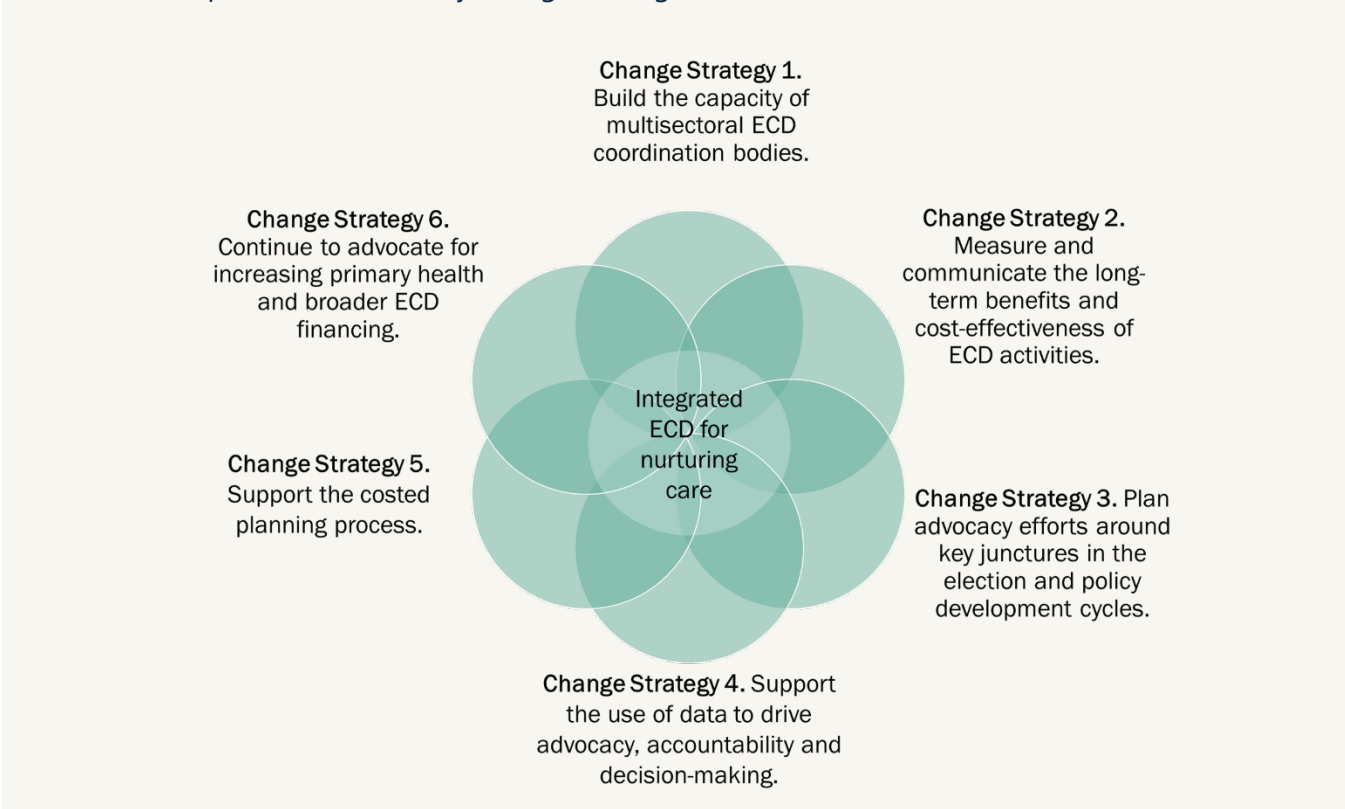 Change Strategy 1.
Build the capacity of
multisectoral ECD
coordination bodies.
Change Strategy 2.
Measure and
communicate the long-
term benefits and
cost-effectiveness of
ECD activities.
Change Strategy 3. Plan
advocacy efforts around
key junctures in the
election and policy
development cycles.
Change Strategy 4. Support
the use of data to drive
advocacy, accountability and
decision-making.
Change Strategy 5.
Support the costed
planning process.
Change Strategy 6.
Continue to advocate for
increasing primary health
and broader ECD
financing.
Integrated
ECD for
nurturing
care